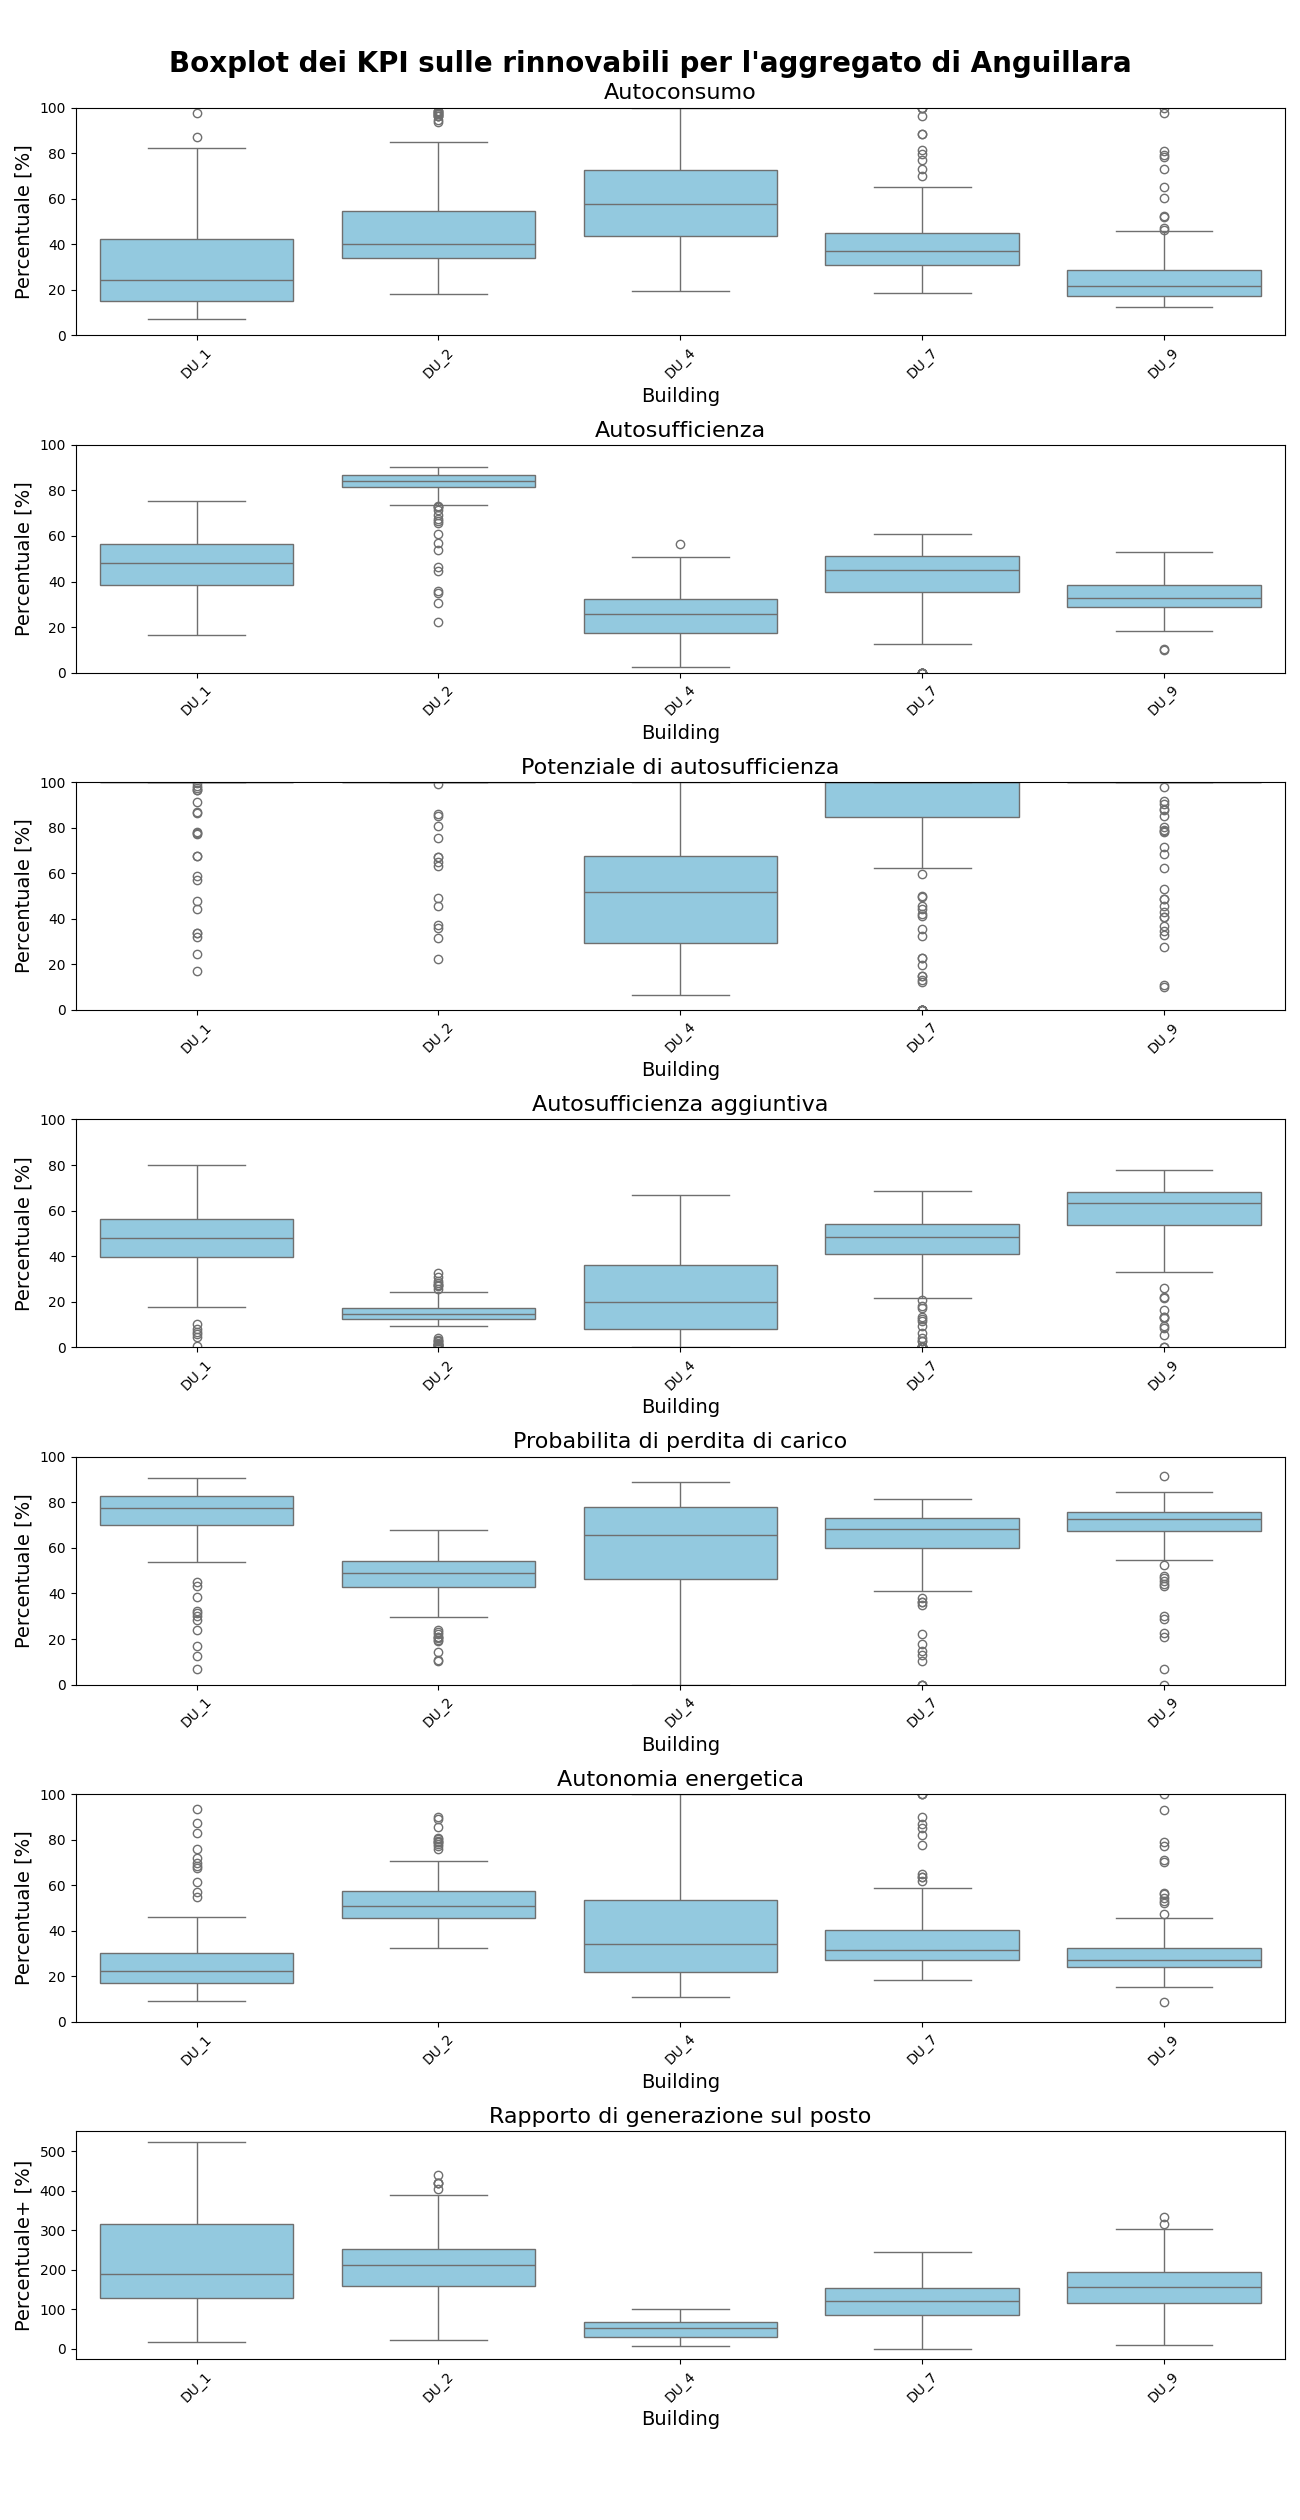 Boxplot dei KPI sulle rinnovabili per l'aggregato di Anguillara
Autoconsumo
Percentuale [%]
100
80
60
40
20
0
DU_1 DU_2 DU_4 DU_7 DU_9
Building
Autosufficienza
Percentuale [%]
100
80
60
40
20
0
DU_1 DU_2 DU_4 DU_7 DU_9
Building
Potenziale di autosufficienza
Percentuale [%]
100
80
60
40
20
0
DU_1 DU_2 DU_4 DU_7 DU_9
Building
Autosufficienza aggiuntiva
Percentuale [%]
100
80
60
40
20
0
DU_1 DU_2 DU_4 DU_7 DU_9
Building
Probabilita di perdita di carico
Percentuale [%]
100
80
60
40
20
0
DU_1 DU_2 DU_4 DU_7 DU_9
Building
Autonomia energetica
Percentuale [%]
100
80
60
40
20
0
DU_1 DU_2 DU_4 DU_7 DU_9
Building
Rapporto di generazione sul posto
Percentuale+ [%]
500
400
300
200
100
0
DU_1 DU_2 DU_4 DU_7 DU_9
Building